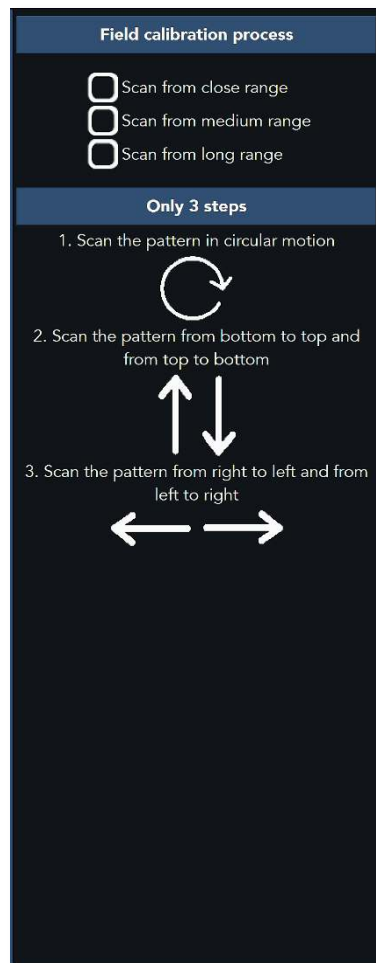 Field calibration process
Scan from close range
Scan from medium range
Scan from long range
Only 3 steps
1. Scan the pattern in circular motion
2. Scan the pattern from bottom to top and
from top to bottom
3. Scan the pattern from right to left and from
left to right